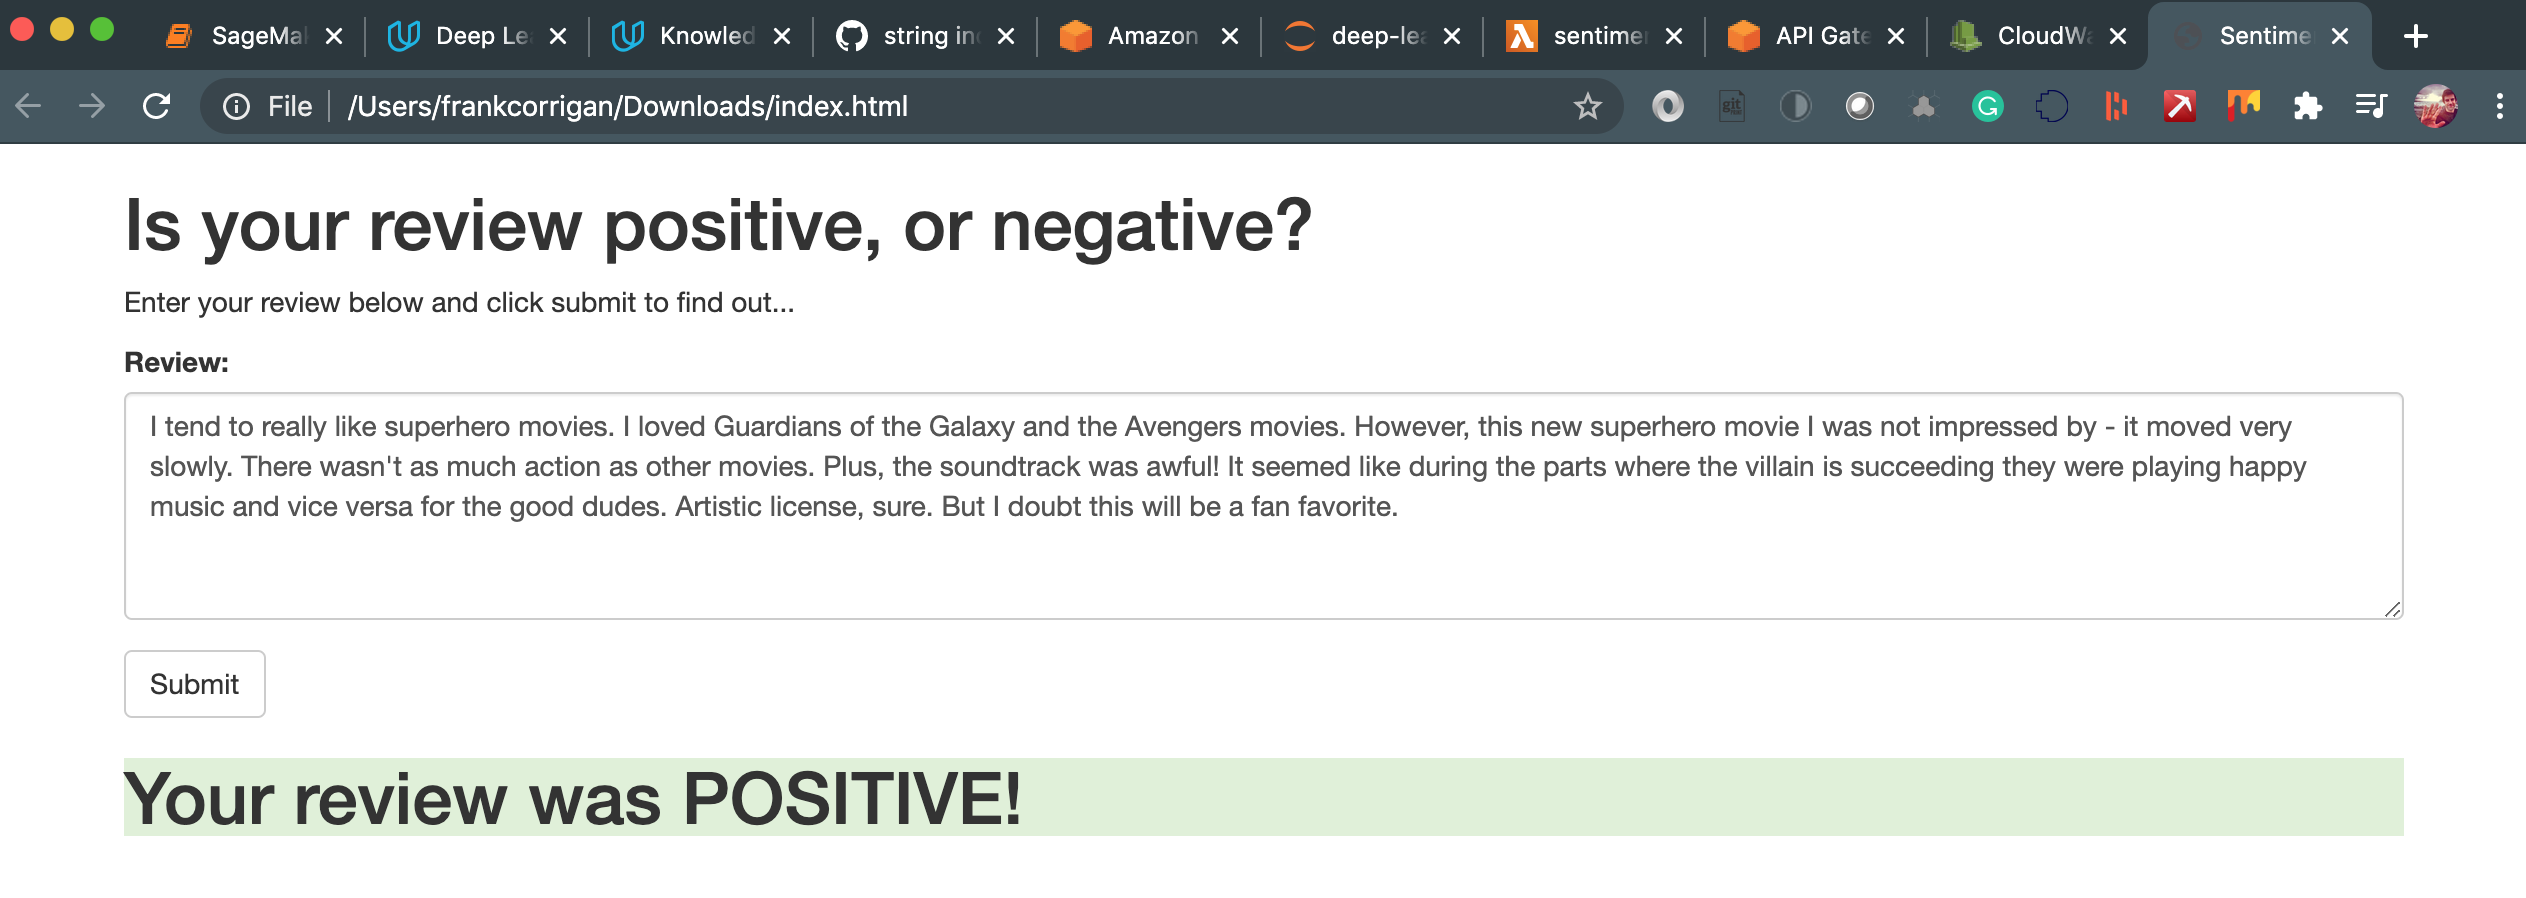 SageMa
Deep Le
Knowled
string in
Amazon
deep-le
sentime
API Gate
CloudWa
Sentime
File
/Users/frankcorrigan/Downloads/index.html
git
G
Is your review positive, or negative?
Enter your review below and click submit to find out...
Review:
I tend to really like superhero movies. I loved Guardians of the Galaxy and the Avengers movies. However, this new superhero movie I was not impressed by - it moved very
slowly. There wasn't as much action as other movies. Plus, the soundtrack was awful! It seemed like during the parts where the villain is succeeding they were playing happy
music and vice versa for the good dudes. Artistic license, sure. But I doubt this will be a fan favorite.
Submit
Your review was POSITIVE!